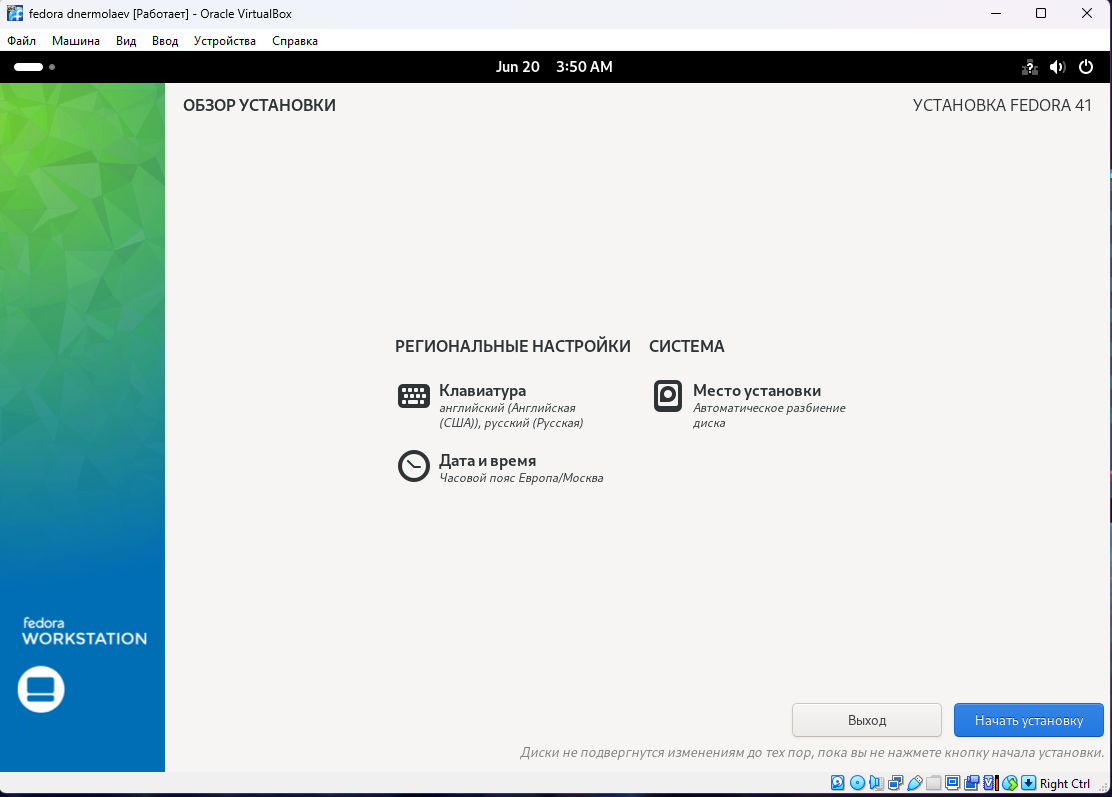 fedora dnermolaev [Работает] - Oracle VirtualBox
Файл Машина Вид Ввод Устройства Справка
Jun 20 3:50 AM
ОБЗОР УСТАНОВКИ
УСТАНОВКА FEDORA 41
РЕГИОНАЛЬНЫЕ НАСТРОЙКИ
Клавиатура
английский (Английская
(США)), русский (Русская)
Дата и время
Часовой пояс Европа/Москва
СИСТЕМА
Место установки
Автоматическое разбиение
диска
fedora
WORKSTATION
Выход
Начать установку
Диски не подвергнутся изменениям до тех пор, пока вы не нажмете кнопку начала установки.
Right Ctrl